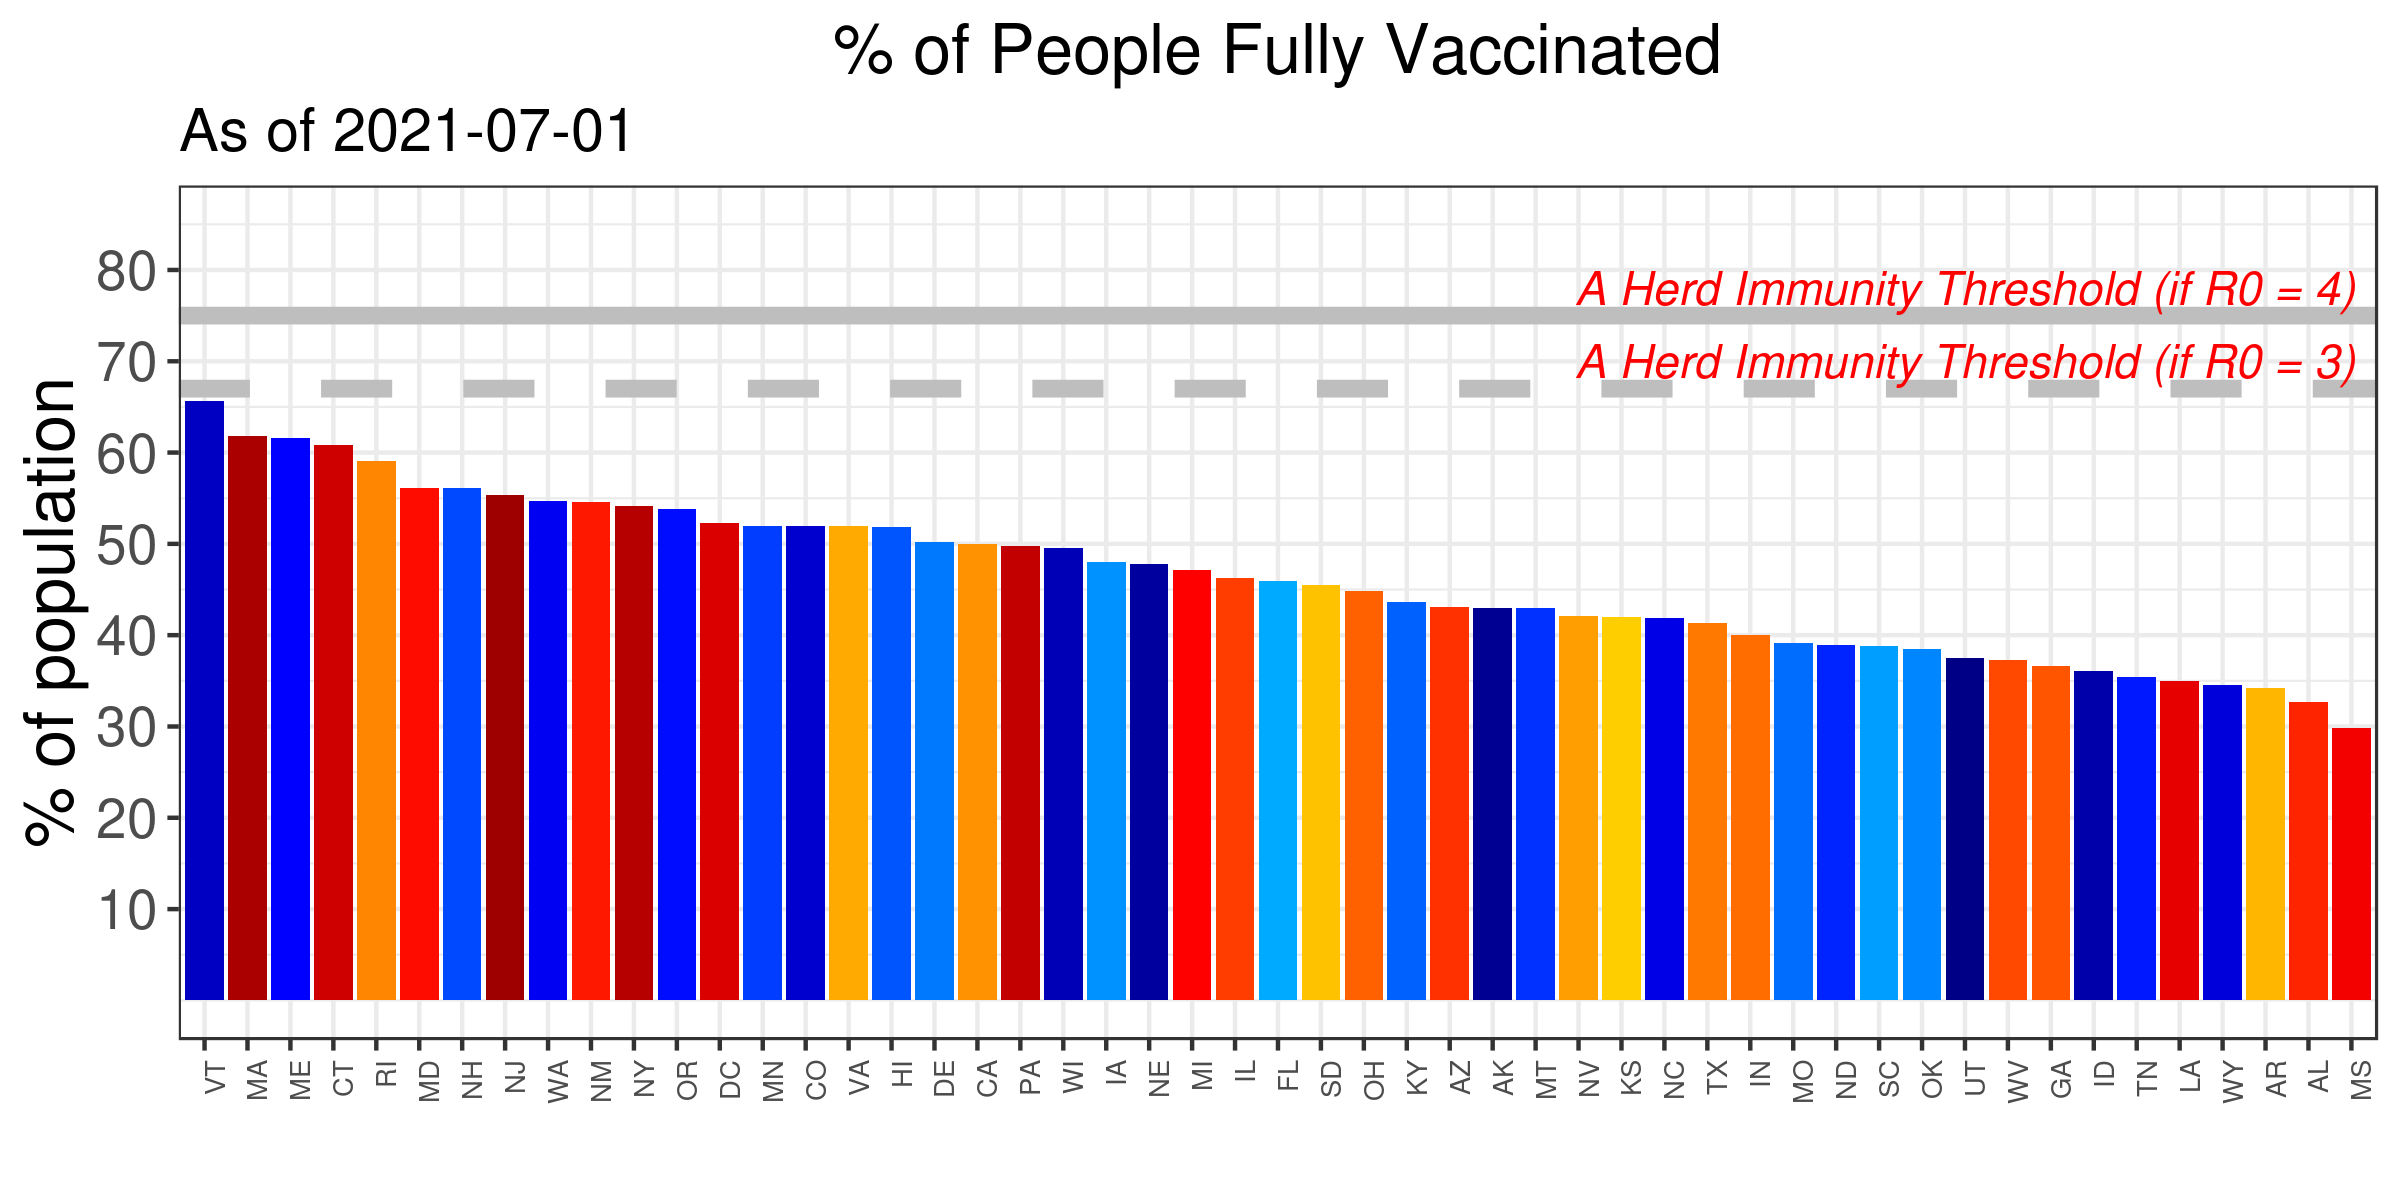 % of People Fully Vaccinated
As of 2021-07-01
% of population
80
70
60
50
40
30
20
10
A Herd Immunity Threshold (if R0 = 4)
A Herd Immunity Threshold (if R0 = 3)
VT MA ME CT RI MD NH NJ WA NM NY OR DC MN CO VA HI DE CA PA WI IA NE MI IL FL SD OH KY AZ AK MT NV KS NC TX IN MO ND SC OK UT WV GA ID TN LA WY AR AL MS